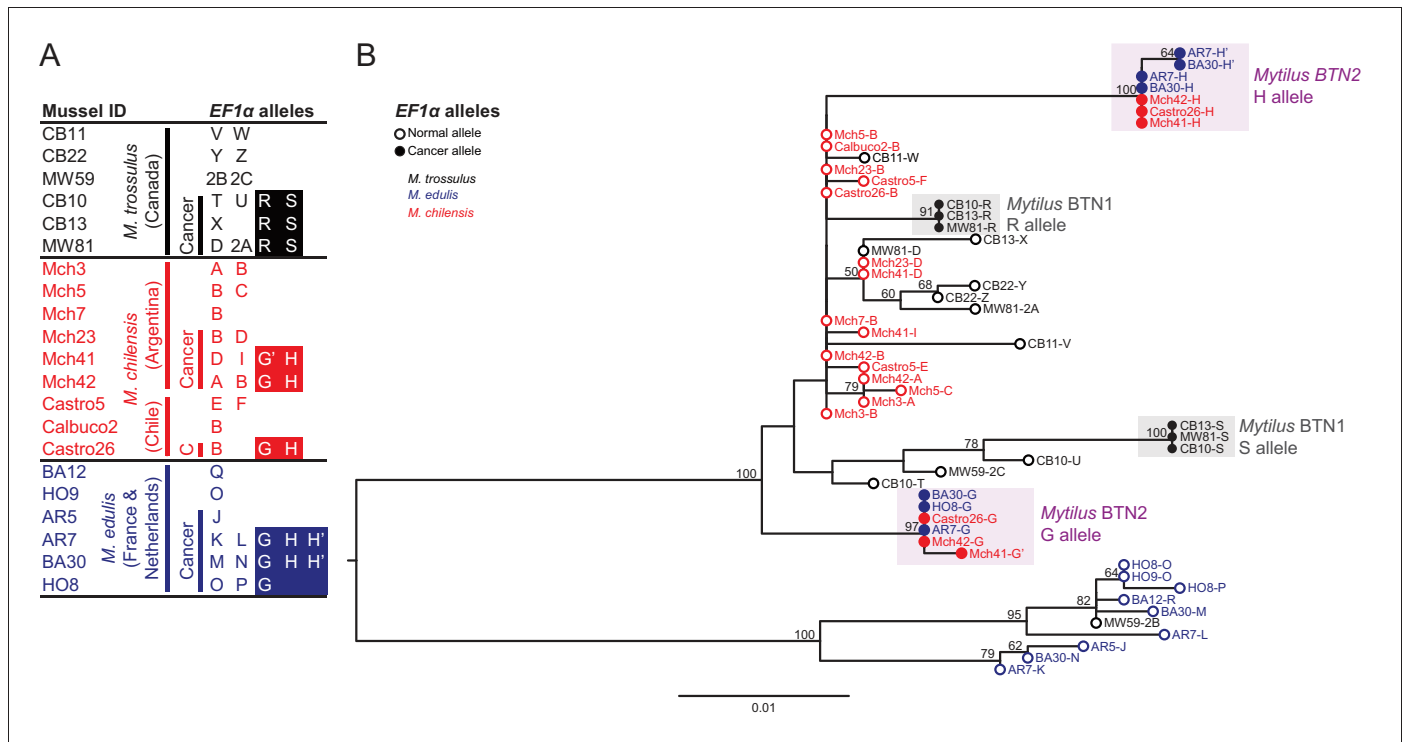 A
Mussel ID EF1α alleles
CB11 V W
CB22 Y Z
MW59 2B 2C
CB10 T U R S
CB13 X R S
MW81 D 2A R S
M. trossulus
(Canada)
Cancer
Mch3 A B
Mch5 B C
Mch7 B
Mch23 B D
Mch41 D I G' H
Mch42 A B G H
Castro5 E F
Calbuco2 B
Castro26 B G H
M. chilensis
(Argentina)
Cancer
(Chile)
C
BA12 Q
HO9 O
AR5 J
AR7 K L G H H'
BA30 M N G H H'
HO8 O P G
M. edulis
(France &
Netherlands)
Cancer
B
EF1α alleles
Normal allele
Cancer allele
M. trossulus
M. edulis
M. chilensis
64
AR7-H'
BA30-H'
AR7-H
BA30-H
100
Mch42-H
Castro26-H
Mch41-H
Mytilus BTN2
H allele
Mch5-B
Calbuco2-B
CB11-W
Mch23-B
Castro5-F
Castro26-B
91
CB10-R
CB13-R
MW81-R
Mytilus BTN1
R allele
CB13-X
MW81-D
Mch23-D
50
Mch41-D
68
CB22-Y
60
CB22-Z
MW81-2A
Mch7-B
Mch41-I
CB11-V
Mch42-B
Castro5-E
Mch42-A
79
Mch5-C
Mch3-A
Mch3-B
100
CB13-S
MW81-S
CB10-S
Mytilus BTN1
S allele
78
CB10-U
MW59-2C
CB10-T
100
BA30-G
HO8-G
Castro26-G
97
AR7-G
Mch42-G
Mch41-G'
Mytilus BTN2
G allele
HO8-O
64
HO9-O
HO8-P
82
BA12-R
BA30-M
95
MW59-2B
AR7-L
100
62
AR5-J
79
BA30-N
AR7-K
0.01